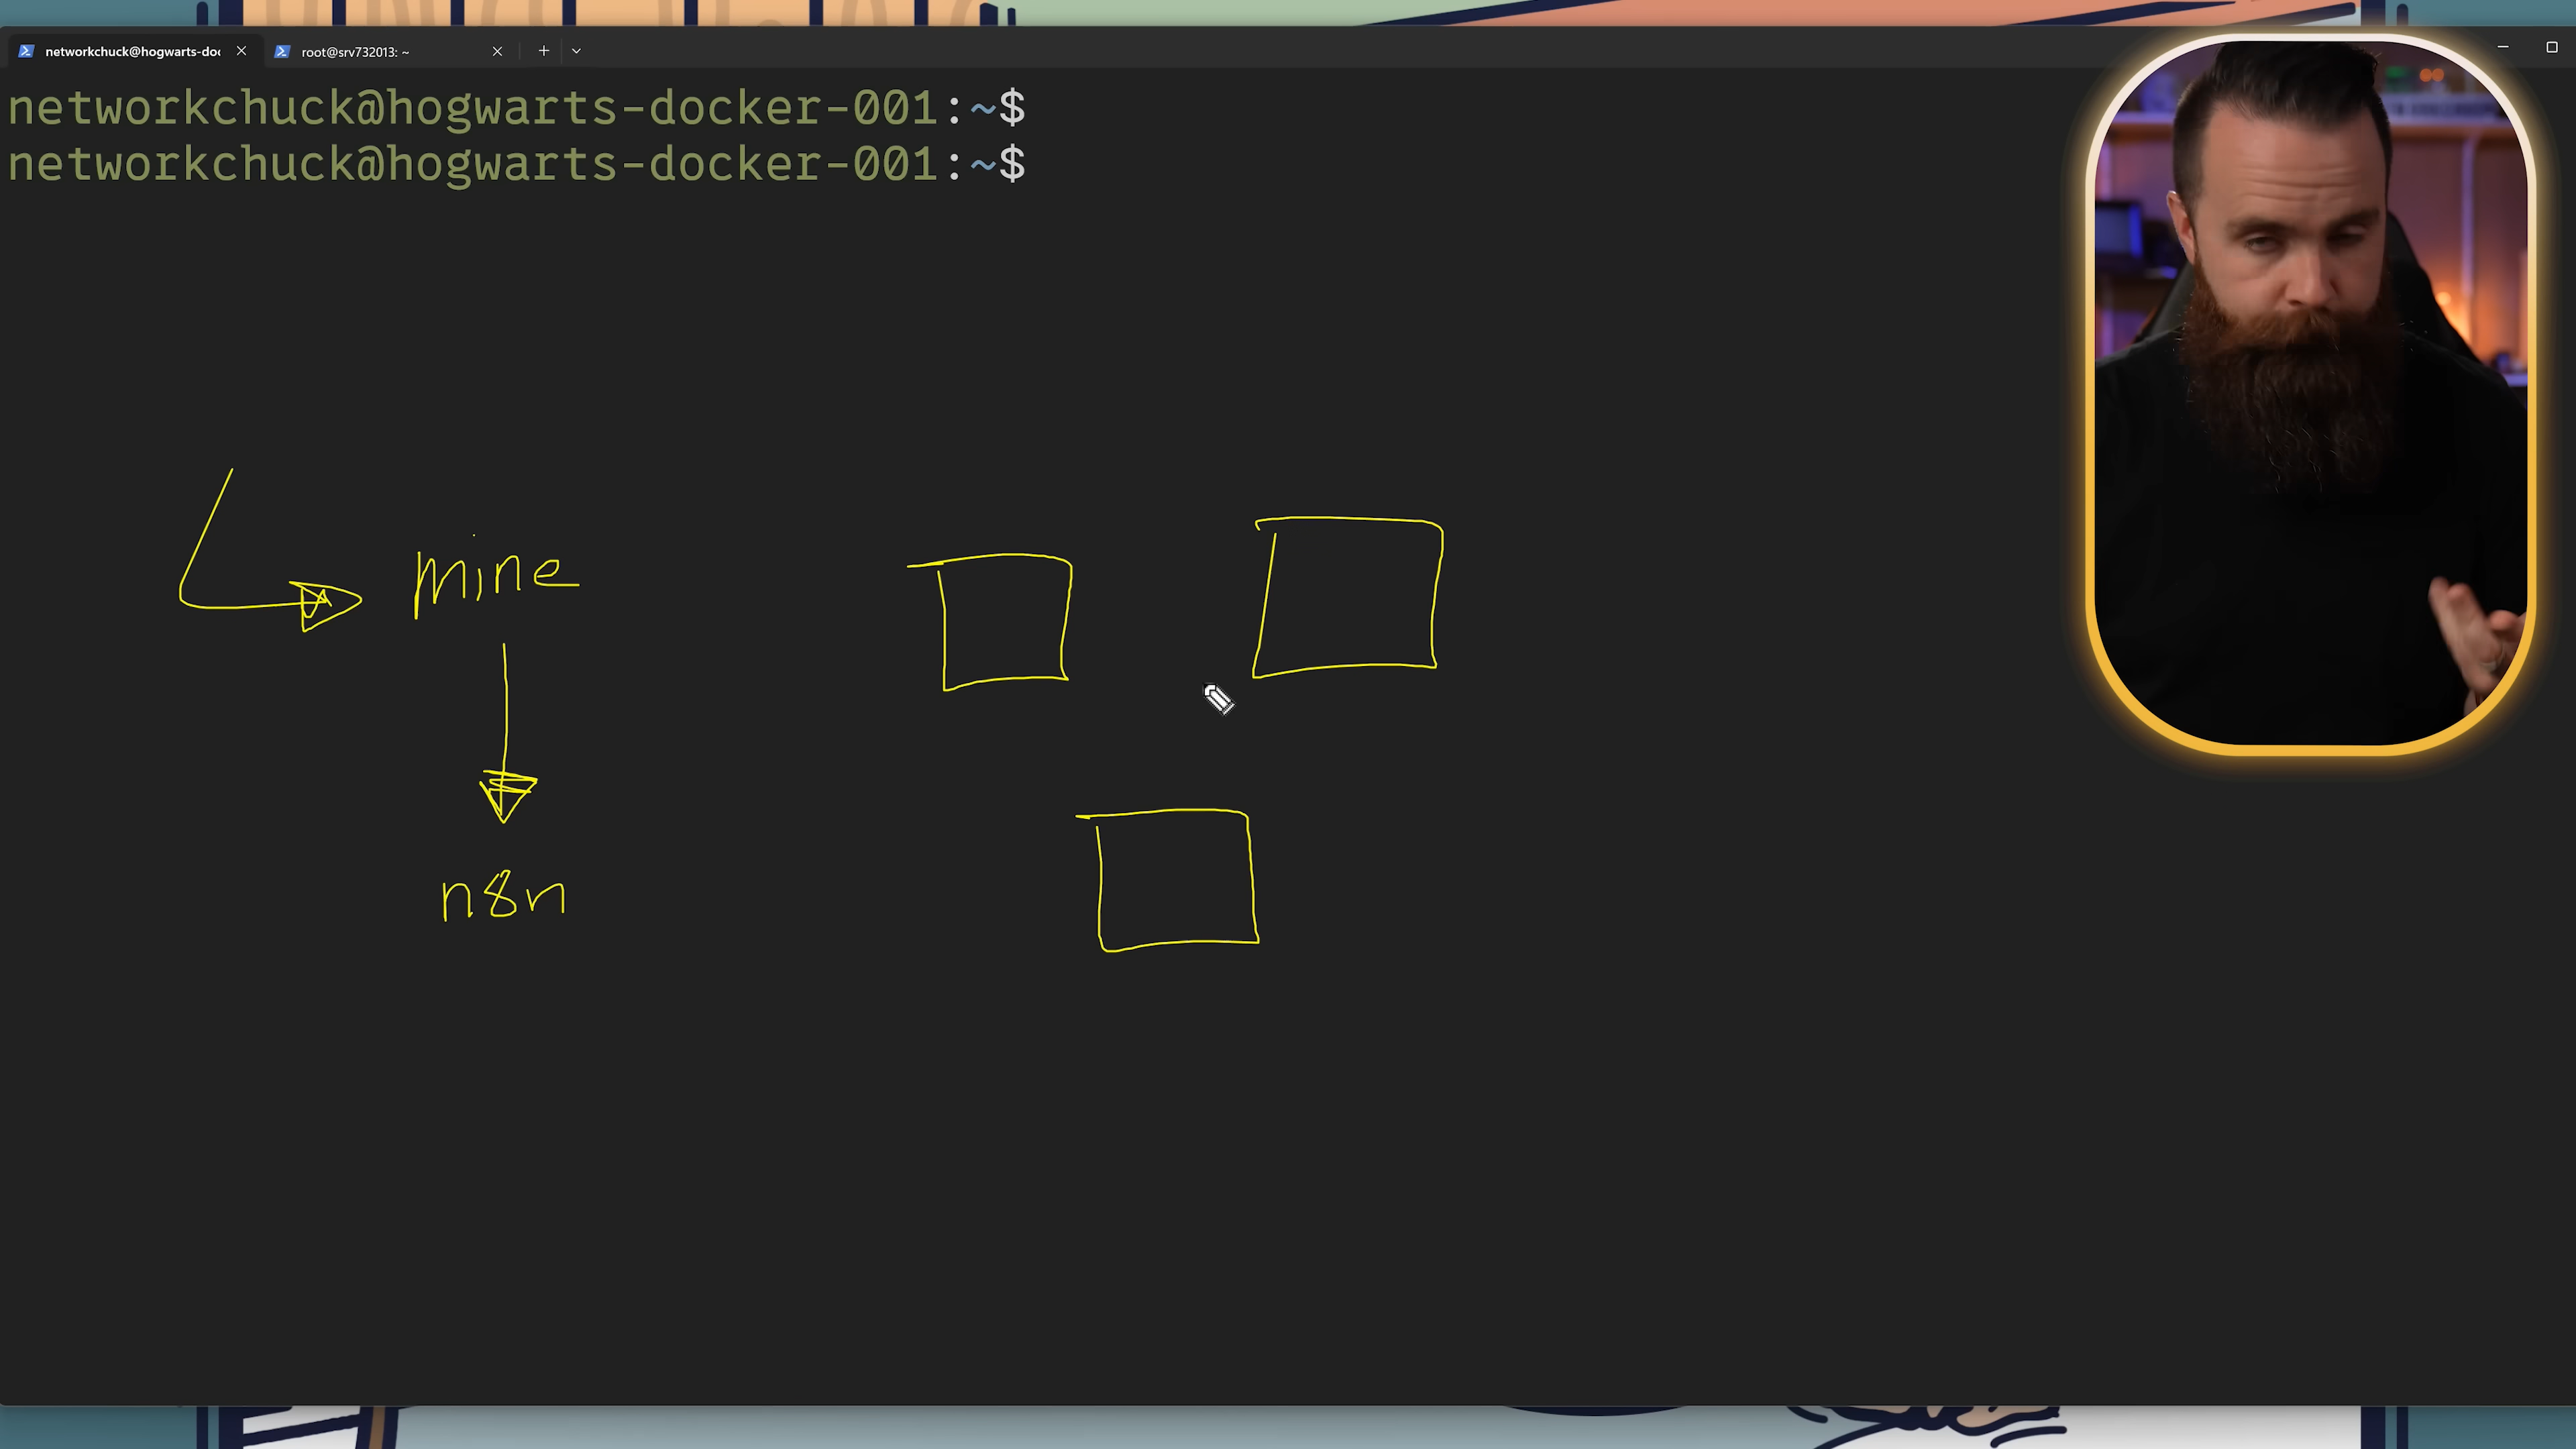 networkchuck@hogwarts-doc
root@srv732013: ~
networkchuck@hogwarts-docker-001:~$
networkchuck@hogwarts-docker-001:~$
mine
n8n